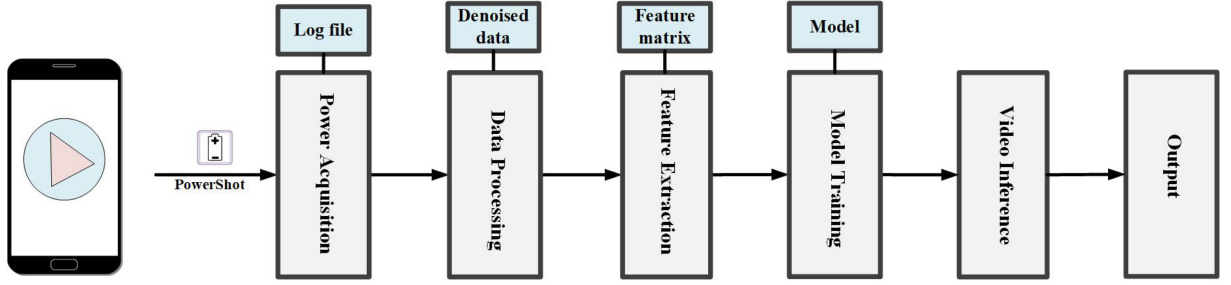 Log file
Denoised
data
Feature
matrix
Model
PowerShot
Power Acquisition
Data Processing
Feature Extraction
Model Training
Video Inference
Output